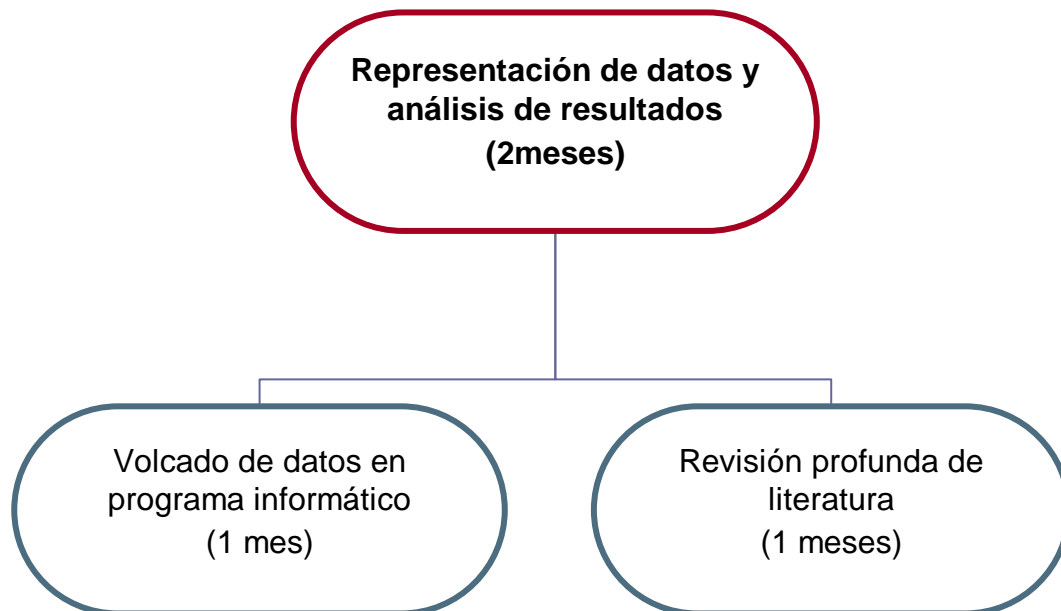 Representación de datos y
análisis de resultados
(2meses)
Volcado de datos en
programa informático
(1 mes)
Revisión profunda de
literatura
(1 meses)